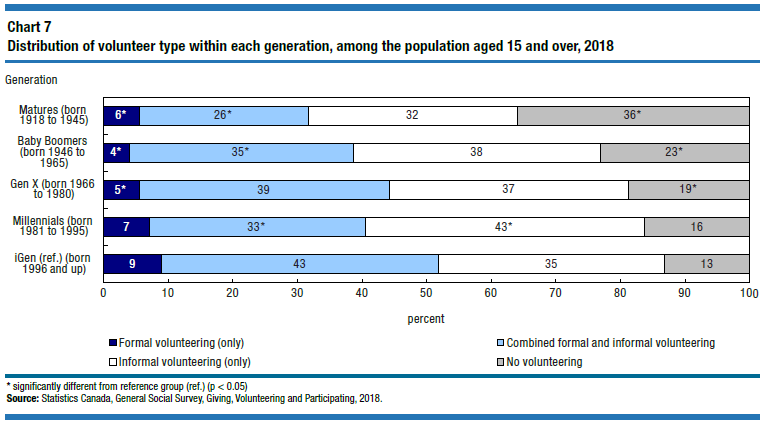 Chart 7
Distribution of volunteer type within each generation, among the population aged 15 and over, 2018
Generation
Matures (born
1918 to 1945)
6*
26*
32
36*
Baby Boomers
(born 1946 to
1965)
4*
35*
38
23*
Gen X (born 1966
to 1980)
5*
39
37
19*
Millennials (born
1981 to 1995)
7
33*
43*
16
iGen (ref.) (born
1996 and up)
9
43
35
13
0 10 20 30 40 50 60 70 80 90 100
percent
Formal volunteering (only)
Combined formal and informal volunteering
Informal volunteering (only)
No volunteering
* significantly different from reference group (ref.) (p < 0.05)
Source: Statistics Canada, General Social Survey, Giving, Volunteering and Participating, 2018.